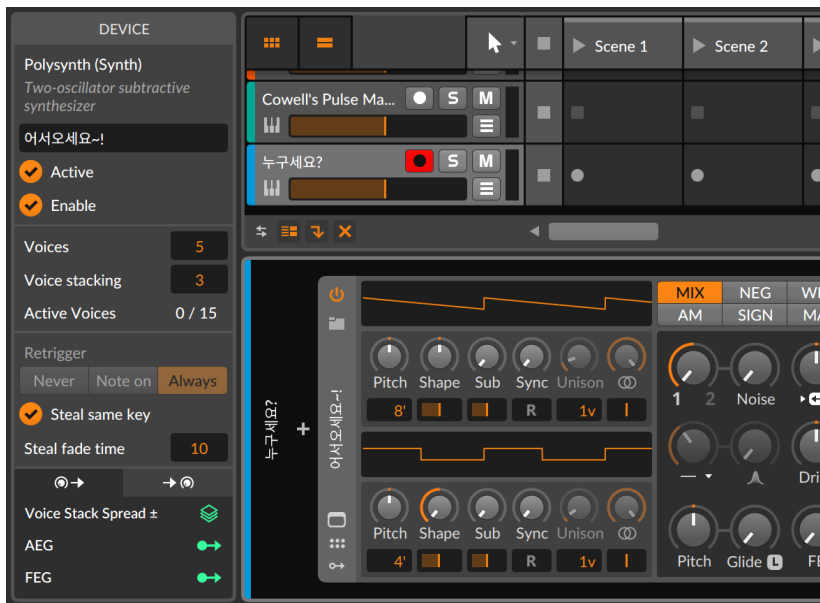 DEVICE
Polysynth (Synth)
Two-oscillator subtractive
synthesizer
어서오세요~!
Active
Enable
Voices 5
Voice stacking 3
Active Voices 0 / 15
Retrigger
Never Note on Always
Steal same key
Steal fade time 10
Voice Stack Spread ±
AEG
FEG
Scene 1 Scene 2
Cowell's Pulse Ma... S M
누구세요? S M
누구세요?
어서오세요~!
Pitch Shape Sub Sync Unison
8' R 1v
Pitch Shape Sub Sync Unison
4' R 1v
MIX NEG
AM SIGN
1 2 Noise
Pitch Glide L